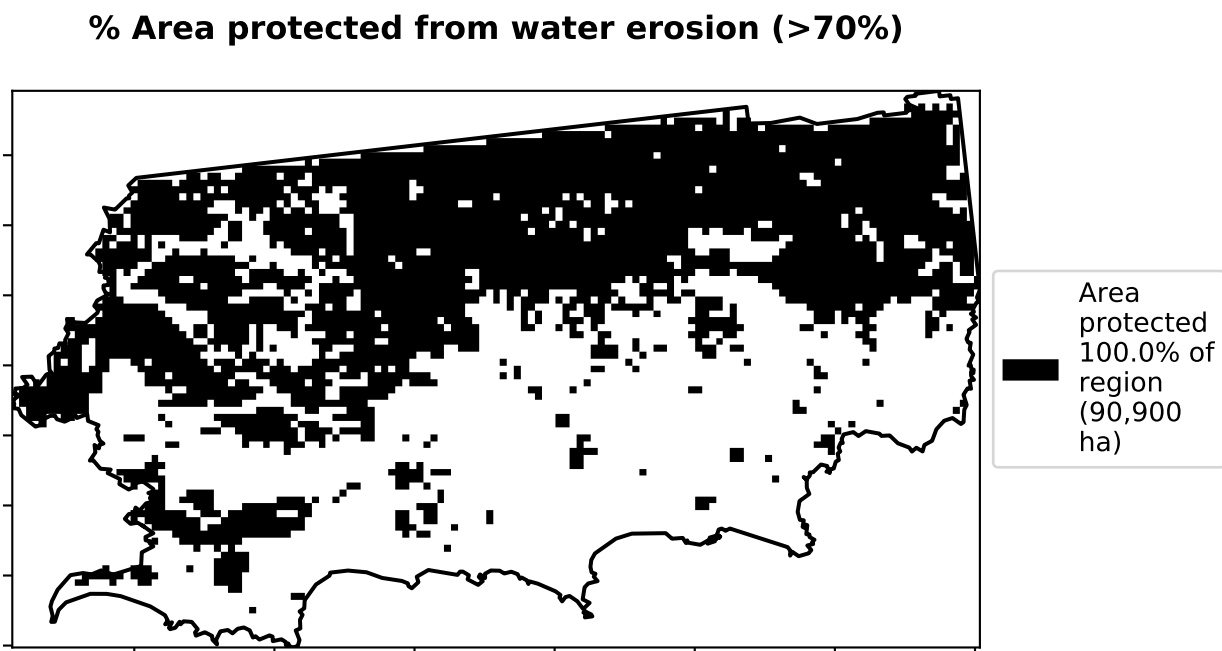 % Area protected from water erosion (>70%)
Area
protected
100.0% of
region
(90,900
ha)